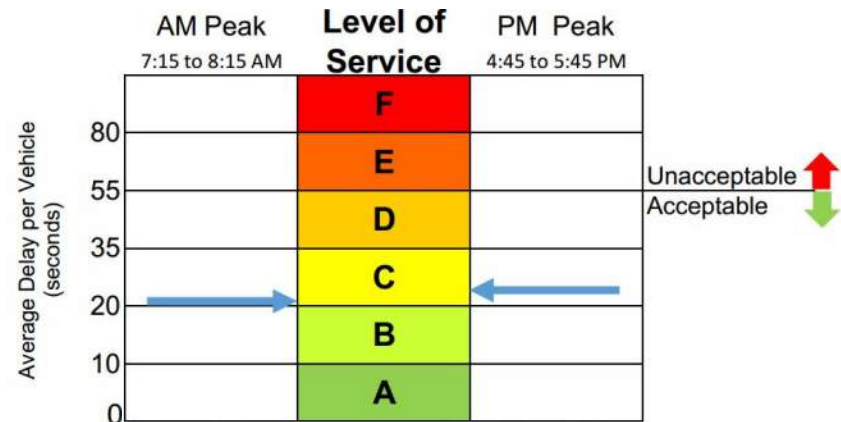 AM Peak
7:15 to 8:15 AM
Level of
Service
PM Peak
4:45 to 5:45 PM
Average Delay per Vehicle
(seconds)
80
55
35
20
10
0
F
E
D
C
B
A
Unacceptable
Acceptable